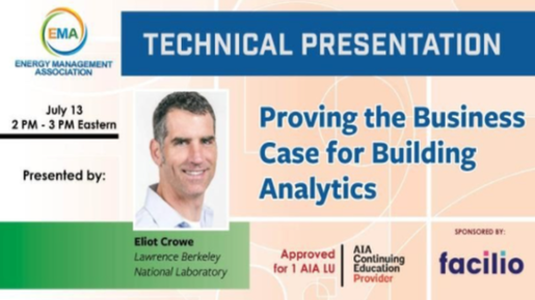 EMA
ENERGY MANAGEMENT
ASSOCIATION
TECHNICAL PRESENTATION
July 13
2 PM - 3 PM Eastern
Presented by:
Proving the Business
Case for Building
Analytics
Eliot Crowe
Lawrence Berkeley
National Laboratory
Approved
for 1 AIA LU
AIA
Continuing
Education
Provider
SPONSORED BY:
facilio